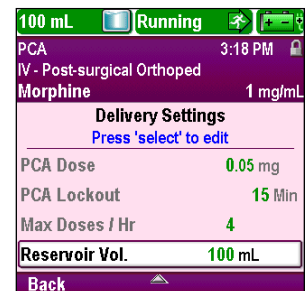 100 mL Running
PCA 3:18 PM
IV - Post-surgical Orthoped
Morphine 1 mg/mL
Delivery Settings
Press 'select' to edit
PCA Dose 0.05 mg
PCA Lockout 15 Min
Max Doses / Hr 4
Reservoir Vol. 100 mL
Back